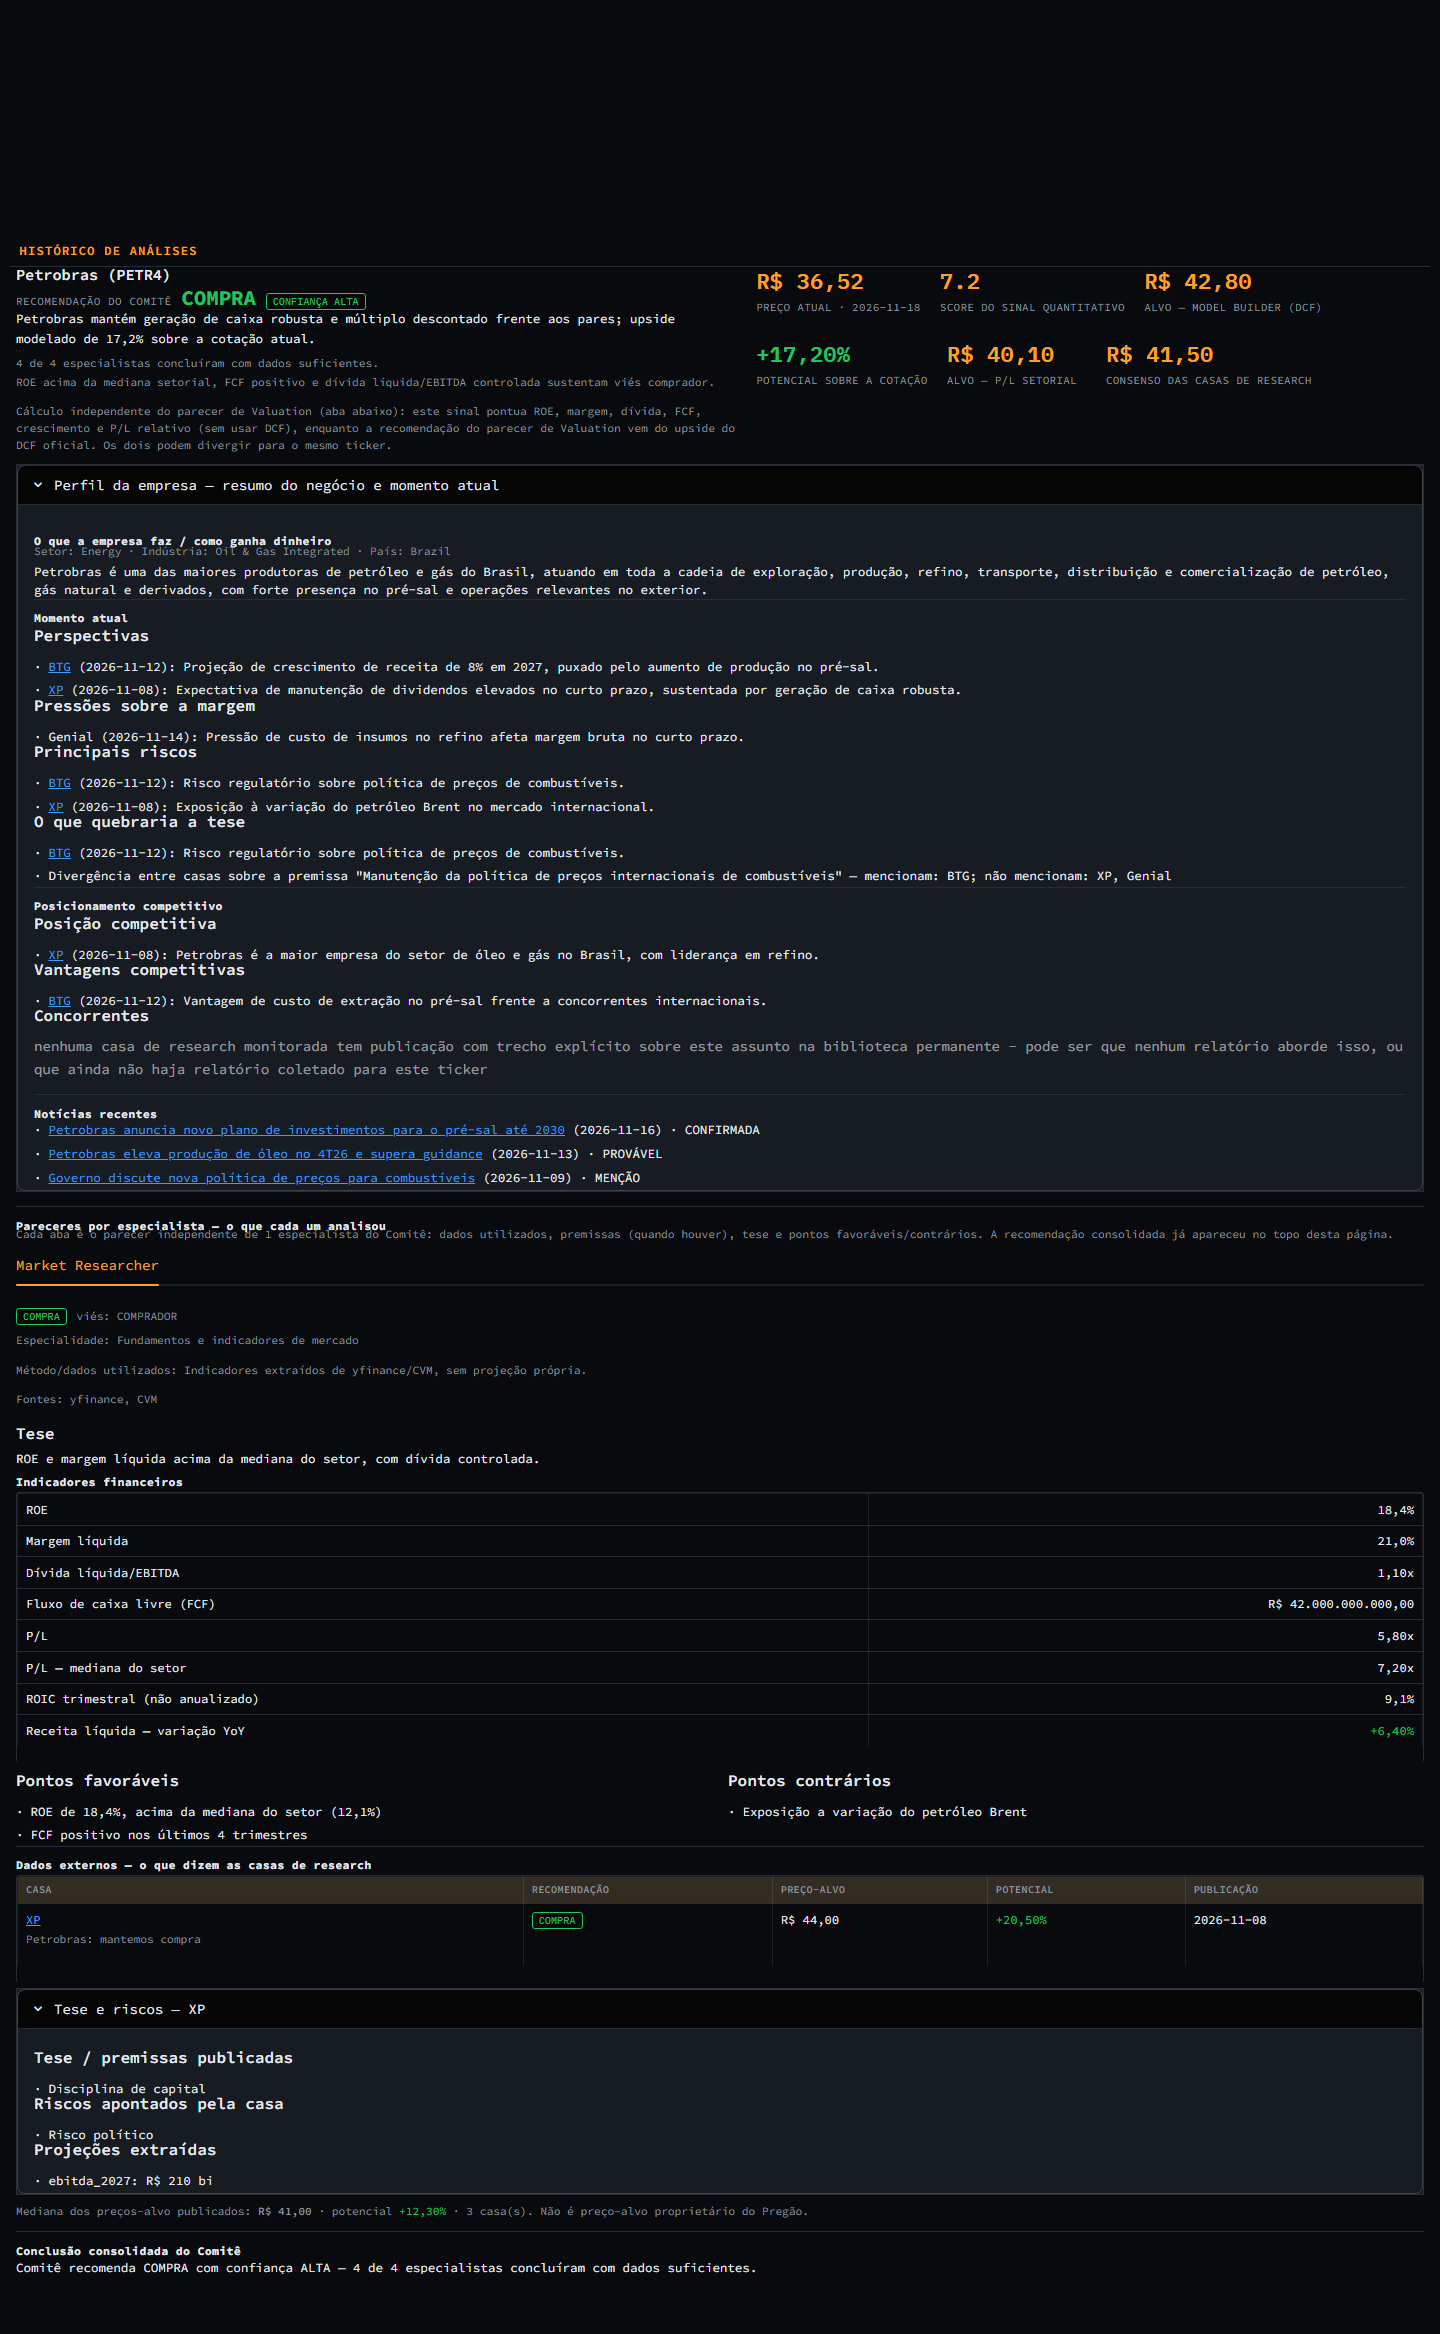 HISTÓRICO DE ANÁLISES
Petrobras (PETR4)
RECOMENDAÇÃO DO COMITÊ COMPRA CONFIANÇA ALTA
Petrobras mantém geração de caixa robusta e múltiplo descontado frente aos pares; upside
modelado de 17,2% sobre a cotação atual.
4 de 4 especialistas concluíram com dados suficientes.
ROE acima da mediana setorial, FCF positivo e dívida líquida/EBITDA controlada sustentam viés comprador.
Cálculo independente do parecer de Valuation (aba abaixo): este sinal pontua ROE, margem, dívida, FCF,
crescimento e P/L relativo (sem usar DCF), enquanto a recomendação do parecer de Valuation vem do upside do
DCF oficial. Os dois podem divergir para o mesmo ticker.
R$ 36,52 7.2 R$ 42,80
PREÇO ATUAL · 2026-11-18 SCORE DO SINAL QUANTITATIVO ALVO — MODEL BUILDER (DCF)
+17,20% R$ 40,10 R$ 41,50
POTENCIAL SOBRE A COTAÇÃO ALVO — P/L SETORIAL CONSENSO DAS CASAS DE RESEARCH
Perfil da empresa — resumo do negócio e momento atual
O que a empresa faz / como ganha dinheiro
Setor: Energy · Indústria: Oil & Gas Integrated · País: Brazil
Petrobras é uma das maiores produtoras de petróleo e gás do Brasil, atuando em toda a cadeia de exploração, produção, refino, transporte, distribuição e comercialização de petróleo,
gás natural e derivados, com forte presença no pré-sal e operações relevantes no exterior.
Momento atual
Perspectivas
· BTG (2026-11-12): Projeção de crescimento de receita de 8% em 2027, puxado pelo aumento de produção no pré-sal.
· XP (2026-11-08): Expectativa de manutenção de dividendos elevados no curto prazo, sustentada por geração de caixa robusta.
Pressões sobre a margem
· Genial (2026-11-14): Pressão de custo de insumos no refino afeta margem bruta no curto prazo.
Principais riscos
· BTG (2026-11-12): Risco regulatório sobre política de preços de combustíveis.
· XP (2026-11-08): Exposição à variação do petróleo Brent no mercado internacional.
O que quebraria a tese
· BTG (2026-11-12): Risco regulatório sobre política de preços de combustíveis.
· Divergência entre casas sobre a premissa "Manutenção da política de preços internacionais de combustíveis" — mencionam: BTG; não mencionam: XP, Genial
Posicionamento competitivo
Posição competitiva
· XP (2026-11-08): Petrobras é a maior empresa do setor de óleo e gás no Brasil, com liderança em refino.
Vantagens competitivas
· BTG (2026-11-12): Vantagem de custo de extração no pré-sal frente a concorrentes internacionais.
Concorrentes
nenhuma casa de research monitorada tem publicação com trecho explícito sobre este assunto na biblioteca permanente - pode ser que nenhum relatório aborde isso, ou
que ainda não haja relatório coletado para este ticker
Notícias recentes
· Petrobras anuncia novo plano de investimentos para o pré-sal até 2030 (2026-11-16) · CONFIRMADA
· Petrobras eleva produção de óleo no 4T26 e supera guidance (2026-11-13) · PROVÁVEL
· Governo discute nova política de preços para combustíveis (2026-11-09) · MENÇÃO
Pareceres por especialista — o que cada um analisou
Cada aba é o parecer independente de 1 especialista do Comitê: dados utilizados, premissas (quando houver), tese e pontos favoráveis/contrários. A recomendação consolidada já apareceu no topo desta página.
Market Researcher
COMPRA viés: COMPRADOR
Especialidade: Fundamentos e indicadores de mercado
Método/dados utilizados: Indicadores extraídos de yfinance/CVM, sem projeção própria.
Fontes: yfinance, CVM
Tese
ROE e margem líquida acima da mediana do setor, com dívida controlada.
Indicadores financeiros
ROE 18,4%
Margem líquida 21,0%
Dívida líquida/EBITDA 1,10x
Fluxo de caixa livre (FCF) R$ 42.000.000.000,00
P/L 5,80x
P/L — mediana do setor 7,20x
ROIC trimestral (não anualizado) 9,1%
Receita líquida — variação YoY +6,40%
Pontos favoráveis
· ROE de 18,4%, acima da mediana do setor (12,1%)
· FCF positivo nos últimos 4 trimestres
Pontos contrários
· Exposição a variação do petróleo Brent
Dados externos — o que dizem as casas de research
CASA RECOMENDAÇÃO PREÇO-ALVO POTENCIAL PUBLICAÇÃO
XP COMPRA R$ 44,00 +20,50% 2026-11-08
Petrobras: mantemos compra
Tese e riscos — XP
Tese / premissas publicadas
· Disciplina de capital
Riscos apontados pela casa
· Risco político
Projeções extraídas
· ebitda_2027: R$ 210 bi
Mediana dos preços-alvo publicados: R$ 41,00 · potencial +12,30% · 3 casa(s). Não é preço-alvo proprietário do Pregão.
Conclusão consolidada do Comitê
Comitê recomenda COMPRA com confiança ALTA — 4 de 4 especialistas concluíram com dados suficientes.